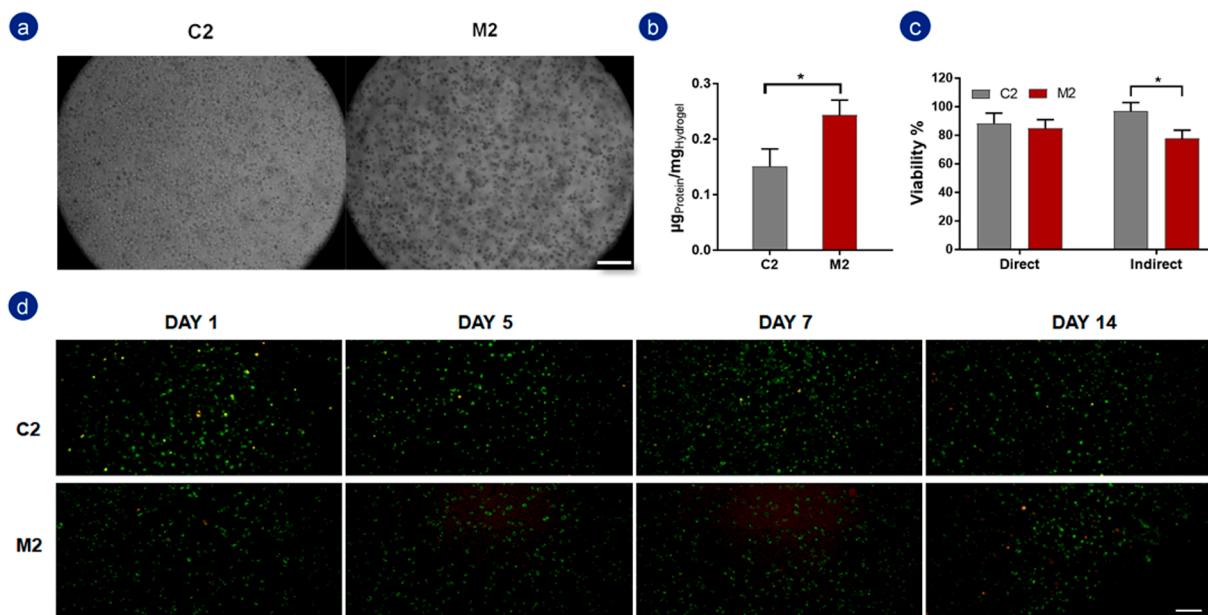 a
C2
M2
b
µgProtein/mgHydrogel
0.3
0.2
0.1
0.0
*
C2
M2
c
Viability %
120
100
80
60
40
20
0
C2
M2
*
Direct
Indirect
d
DAY 1
DAY 5
DAY 7
DAY 14
C2
M2